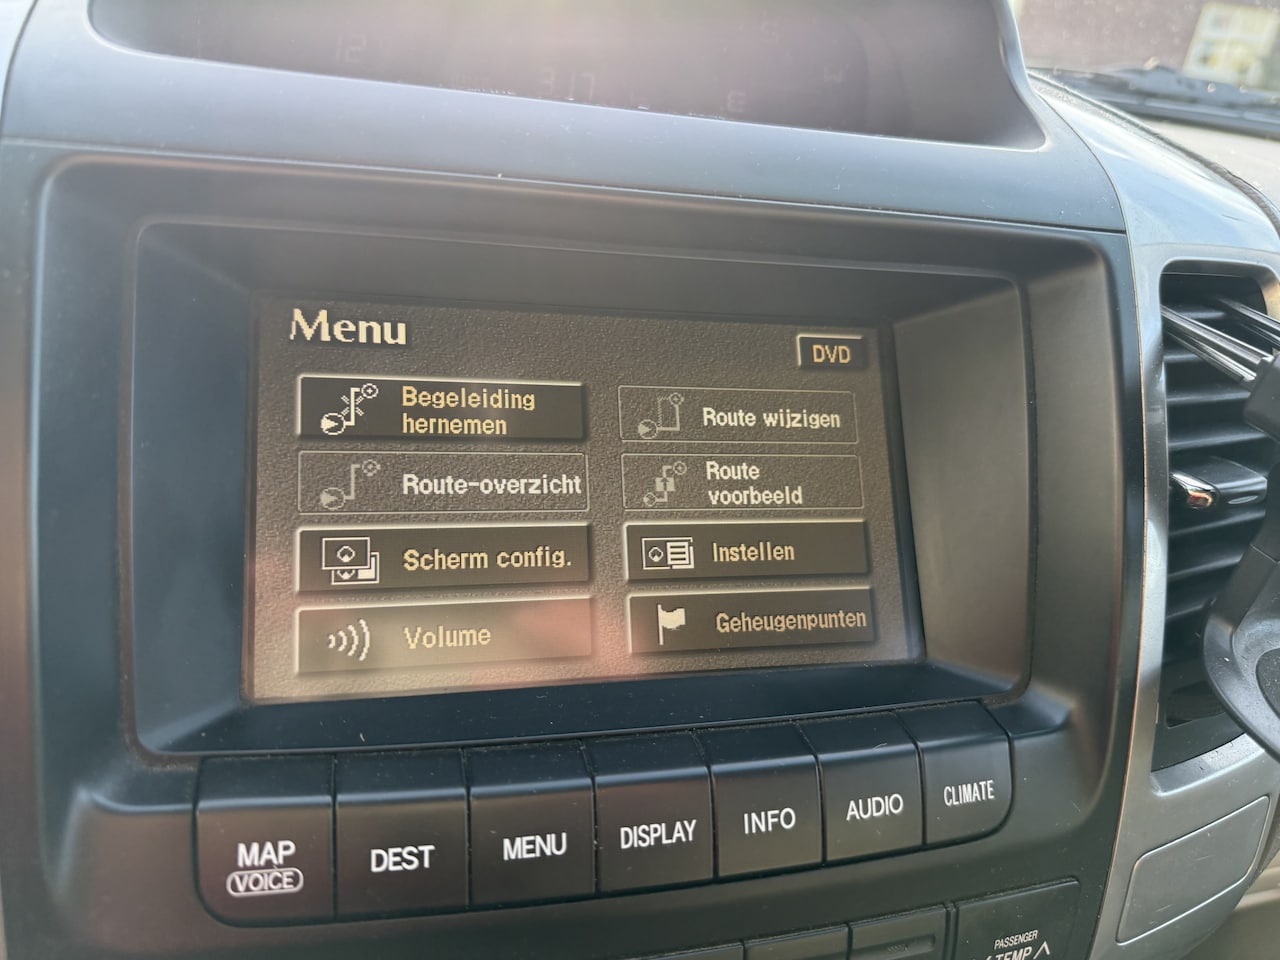 Menu
DVD
Begeleiding
hernemen
Route wijzigen
Route-overzicht
Route
voorbeeld
Scherm config.
Instellen
Volume
Geheugenpunten
MAP
VOICE
DEST
MENU
DISPLAY
INFO
AUDIO
CLIMATE
PASSENGER
TEMP